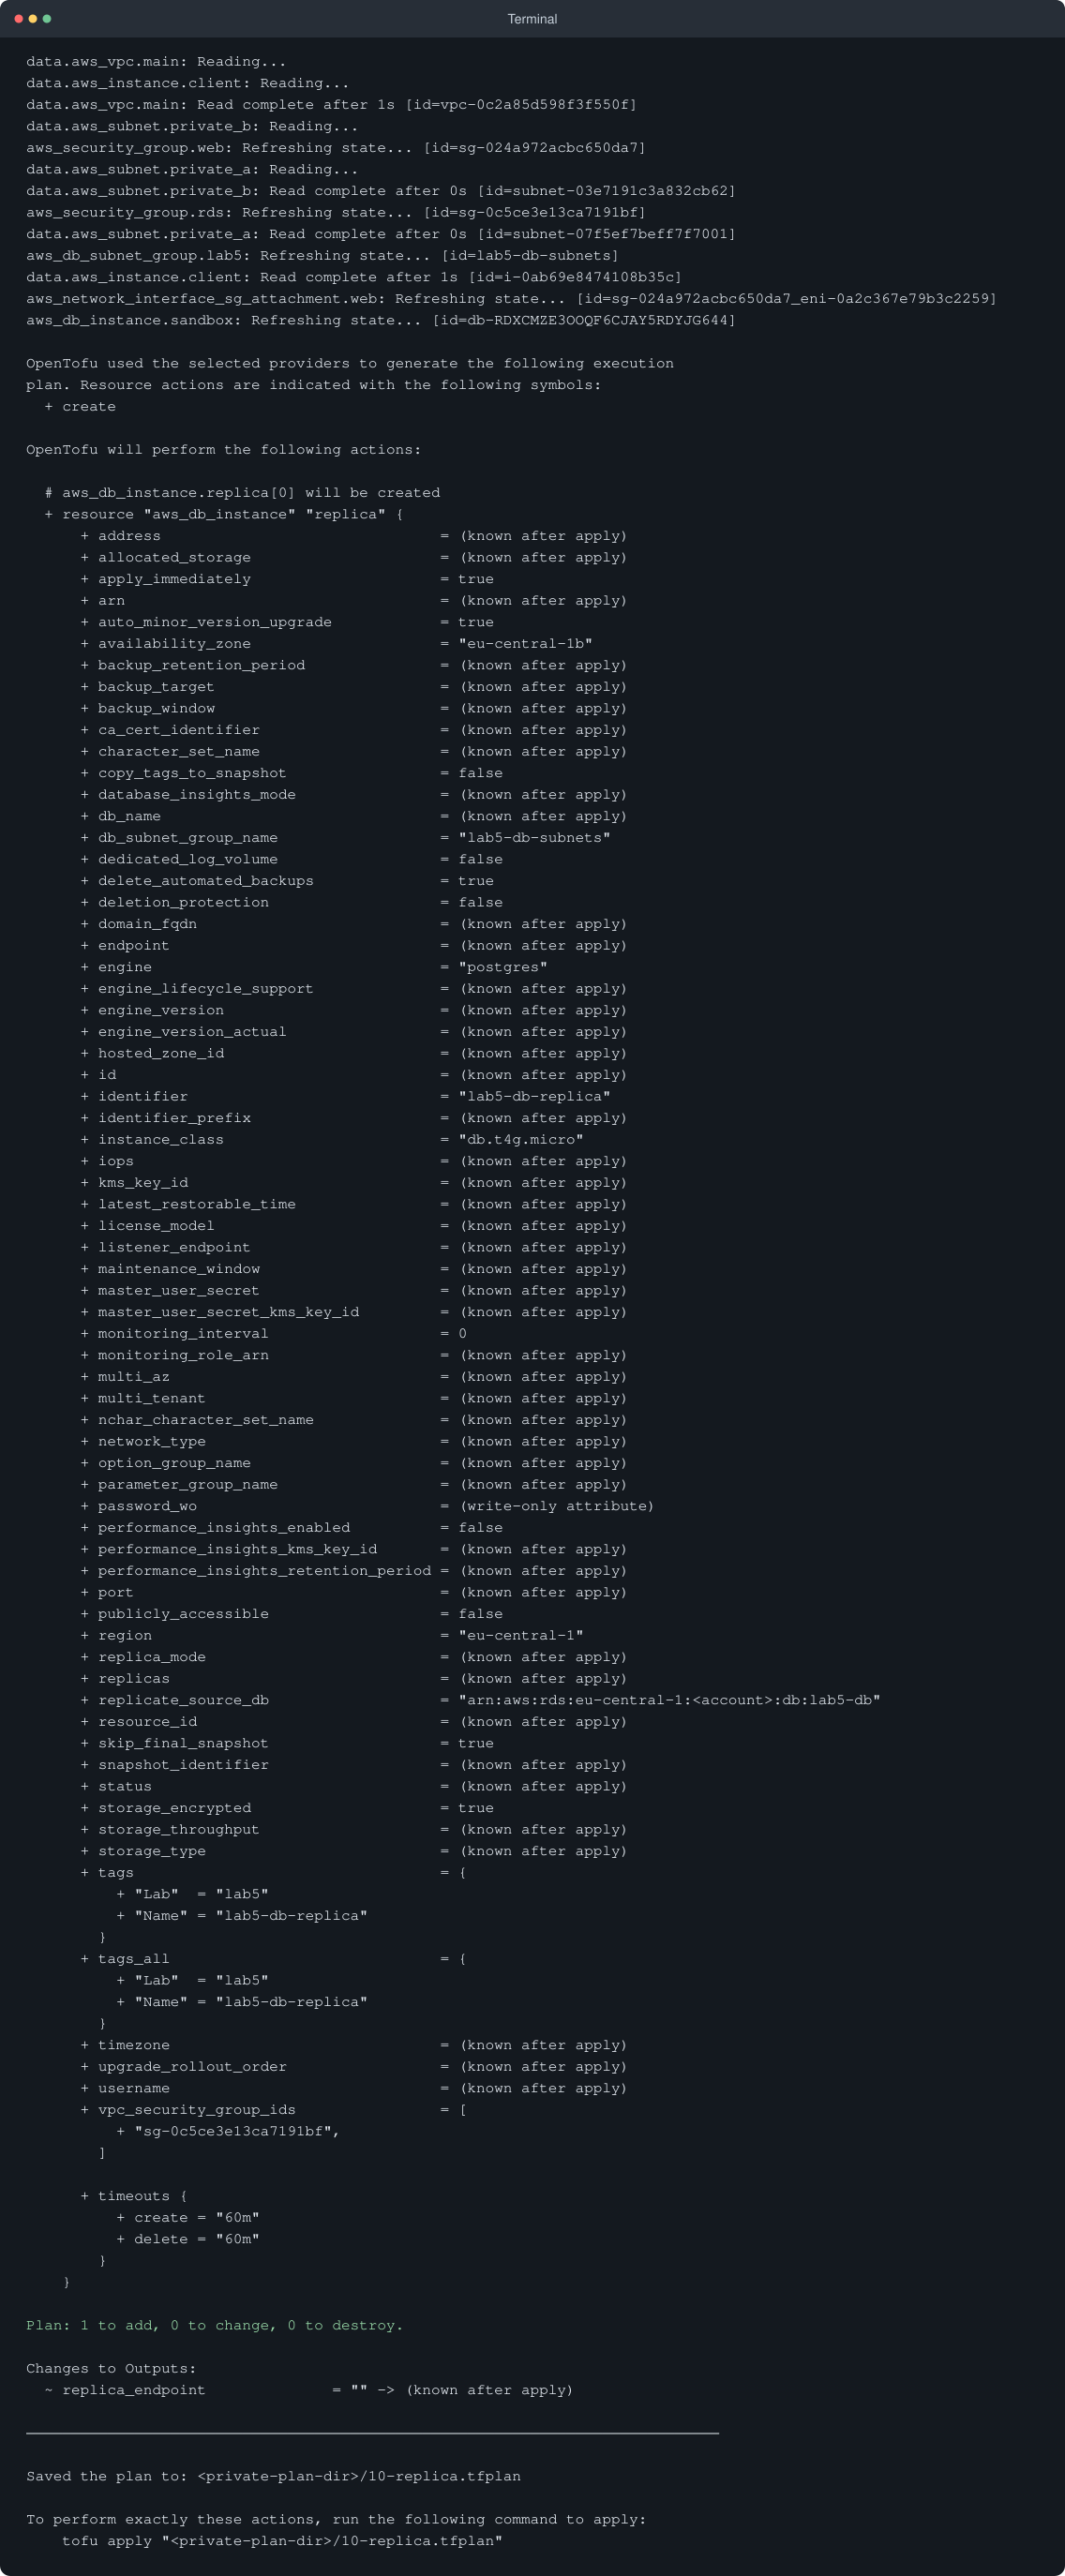 Terminal
data.aws_vpc.main: Reading...
data.aws_instance.client: Reading...
data.aws_vpc.main: Read complete after 1s [id=vpc-0c2a85d598f3f550f]
data.aws_subnet.private_b: Reading...
aws_security_group.web: Refreshing state... [id=sg-024a972acbc650da7]
data.aws_subnet.private_a: Reading...
data.aws_subnet.private_b: Read complete after 0s [id=subnet-03e7191c3a832cb62]
aws_security_group.rds: Refreshing state... [id=sg-0c5ce3e13ca7191bf]
data.aws_subnet.private_a: Read complete after 0s [id=subnet-07f5ef7beff7f7001]
aws_db_subnet_group.lab5: Refreshing state... [id=lab5-db-subnets]
data.aws_instance.client: Read complete after 1s [id=i-0ab69e8474108b35c]
aws_network_interface_sg_attachment.web: Refreshing state... [id=sg-024a972acbc650da7_eni-0a2c367e79b3c2259]
aws_db_instance.sandbox: Refreshing state... [id=db-RDXCMZE3OOQF6CJAY5RDYJG644]

OpenTofu used the selected providers to generate the following execution
plan. Resource actions are indicated with the following symbols:
  + create

OpenTofu will perform the following actions:

  # aws_db_instance.replica[0] will be created
  + resource "aws_db_instance" "replica" {
      + address                               = (known after apply)
      + allocated_storage                     = (known after apply)
      + apply_immediately                     = true
      + arn                                   = (known after apply)
      + auto_minor_version_upgrade            = true
      + availability_zone                     = "eu-central-1b"
      + backup_retention_period               = (known after apply)
      + backup_target                         = (known after apply)
      + backup_window                         = (known after apply)
      + ca_cert_identifier                    = (known after apply)
      + character_set_name                    = (known after apply)
      + copy_tags_to_snapshot                 = false
      + database_insights_mode                = (known after apply)
      + db_name                               = (known after apply)
      + db_subnet_group_name                  = "lab5-db-subnets"
      + dedicated_log_volume                  = false
      + delete_automated_backups              = true
      + deletion_protection                   = false
      + domain_fqdn                           = (known after apply)
      + endpoint                              = (known after apply)
      + engine                                = "postgres"
      + engine_lifecycle_support              = (known after apply)
      + engine_version                        = (known after apply)
      + engine_version_actual                 = (known after apply)
      + hosted_zone_id                        = (known after apply)
      + id                                    = (known after apply)
      + identifier                            = "lab5-db-replica"
      + identifier_prefix                     = (known after apply)
      + instance_class                        = "db.t4g.micro"
      + iops                                  = (known after apply)
      + kms_key_id                            = (known after apply)
      + latest_restorable_time                = (known after apply)
      + license_model                         = (known after apply)
      + listener_endpoint                     = (known after apply)
      + maintenance_window                    = (known after apply)
      + master_user_secret                    = (known after apply)
      + master_user_secret_kms_key_id         = (known after apply)
      + monitoring_interval                   = 0
      + monitoring_role_arn                   = (known after apply)
      + multi_az                              = (known after apply)
      + multi_tenant                          = (known after apply)
      + nchar_character_set_name              = (known after apply)
      + network_type                          = (known after apply)
      + option_group_name                     = (known after apply)
      + parameter_group_name                  = (known after apply)
      + password_wo                           = (write-only attribute)
      + performance_insights_enabled          = false
      + performance_insights_kms_key_id       = (known after apply)
      + performance_insights_retention_period = (known after apply)
      + port                                  = (known after apply)
      + publicly_accessible                   = false
      + region                                = "eu-central-1"
      + replica_mode                          = (known after apply)
      + replicas                              = (known after apply)
      + replicate_source_db                   = "arn:aws:rds:eu-central-1:<account>:db:lab5-db"
      + resource_id                           = (known after apply)
      + skip_final_snapshot                   = true
      + snapshot_identifier                   = (known after apply)
      + status                                = (known after apply)
      + storage_encrypted                     = true
      + storage_throughput                    = (known after apply)
      + storage_type                          = (known after apply)
      + tags                                  = {
          + "Lab"  = "lab5"
          + "Name" = "lab5-db-replica"
        }
      + tags_all                              = {
          + "Lab"  = "lab5"
          + "Name" = "lab5-db-replica"
        }
      + timezone                              = (known after apply)
      + upgrade_rollout_order                 = (known after apply)
      + username                              = (known after apply)
      + vpc_security_group_ids                = [
          + "sg-0c5ce3e13ca7191bf",
        ]

      + timeouts {
          + create = "60m"
          + delete = "60m"
        }
    }

Plan: 1 to add, 0 to change, 0 to destroy.

Changes to Outputs:
  ~ replica_endpoint              = "" -> (known after apply)

Saved the plan to: <private-plan-dir>/10-replica.tfplan

To perform exactly these actions, run the following command to apply:
    tofu apply "<private-plan-dir>/10-replica.tfplan"